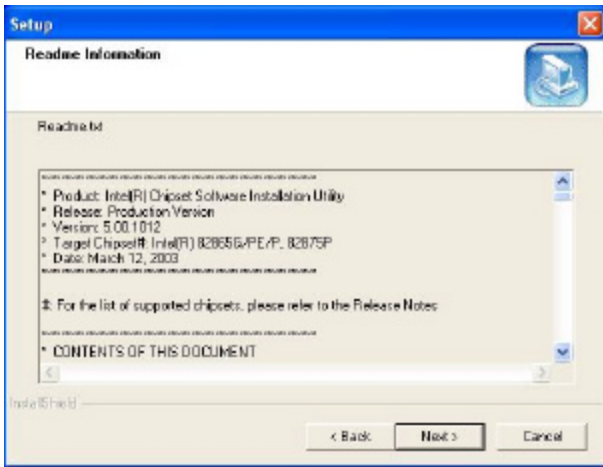 Setup
Readme Information
Readme.txt
* Product: Intel(R) Chipset Software Installation Utility
* Release: Production Version
* Version: 5.00.1012
* Target Chipset#: Intel(R) 82865G/PE/P, 82875P
* Date: March 12, 2003
#: For the list of supported chipsets, please refer to the Release Notes
* CONTENTS OF THIS DOCUMENT
InstallShield
< Back
Next >
Cancel